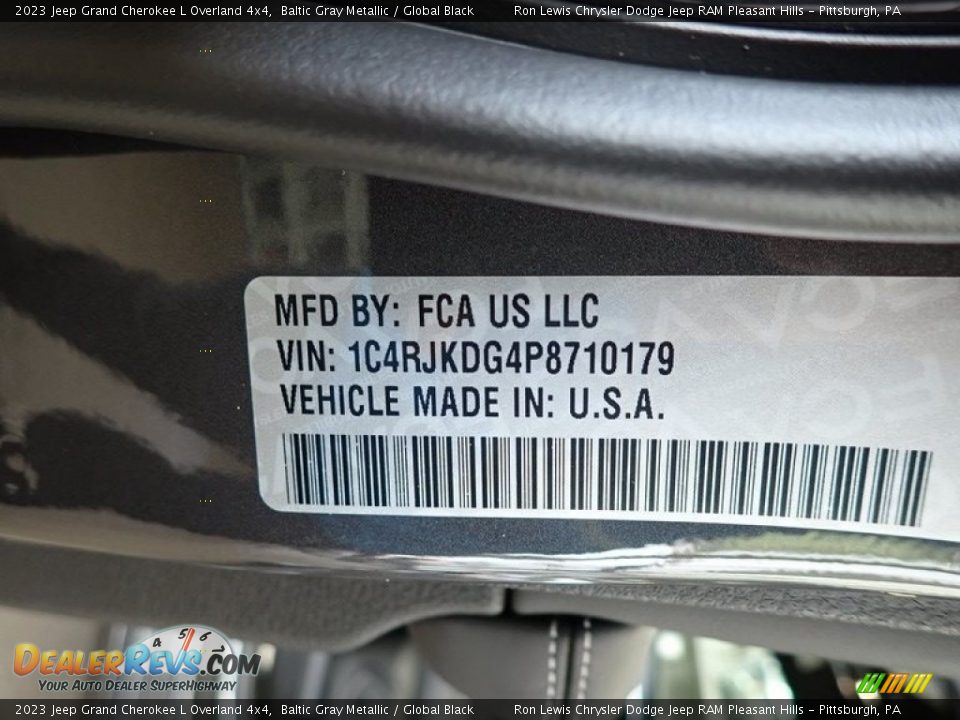 2023 Jeep Grand Cherokee L Overland 4x4, Baltic Gray Metallic / Global Black Ron Lewis Chrysler Dodge Jeep RAM Pleasant Hills - Pittsburgh, PA
MFD BY: FCA US LLC
VIN: 1C4RJKDG4P8710179
VEHICLE MADE IN: U.S.A.
4 5 6
DEALERREVS.COM
YOUR AUTO DEALER SUPERHIGHWAY
2023 Jeep Grand Cherokee L Overland 4x4, Baltic Gray Metallic / Global Black Ron Lewis Chrysler Dodge Jeep RAM Pleasant Hills - Pittsburgh, PA